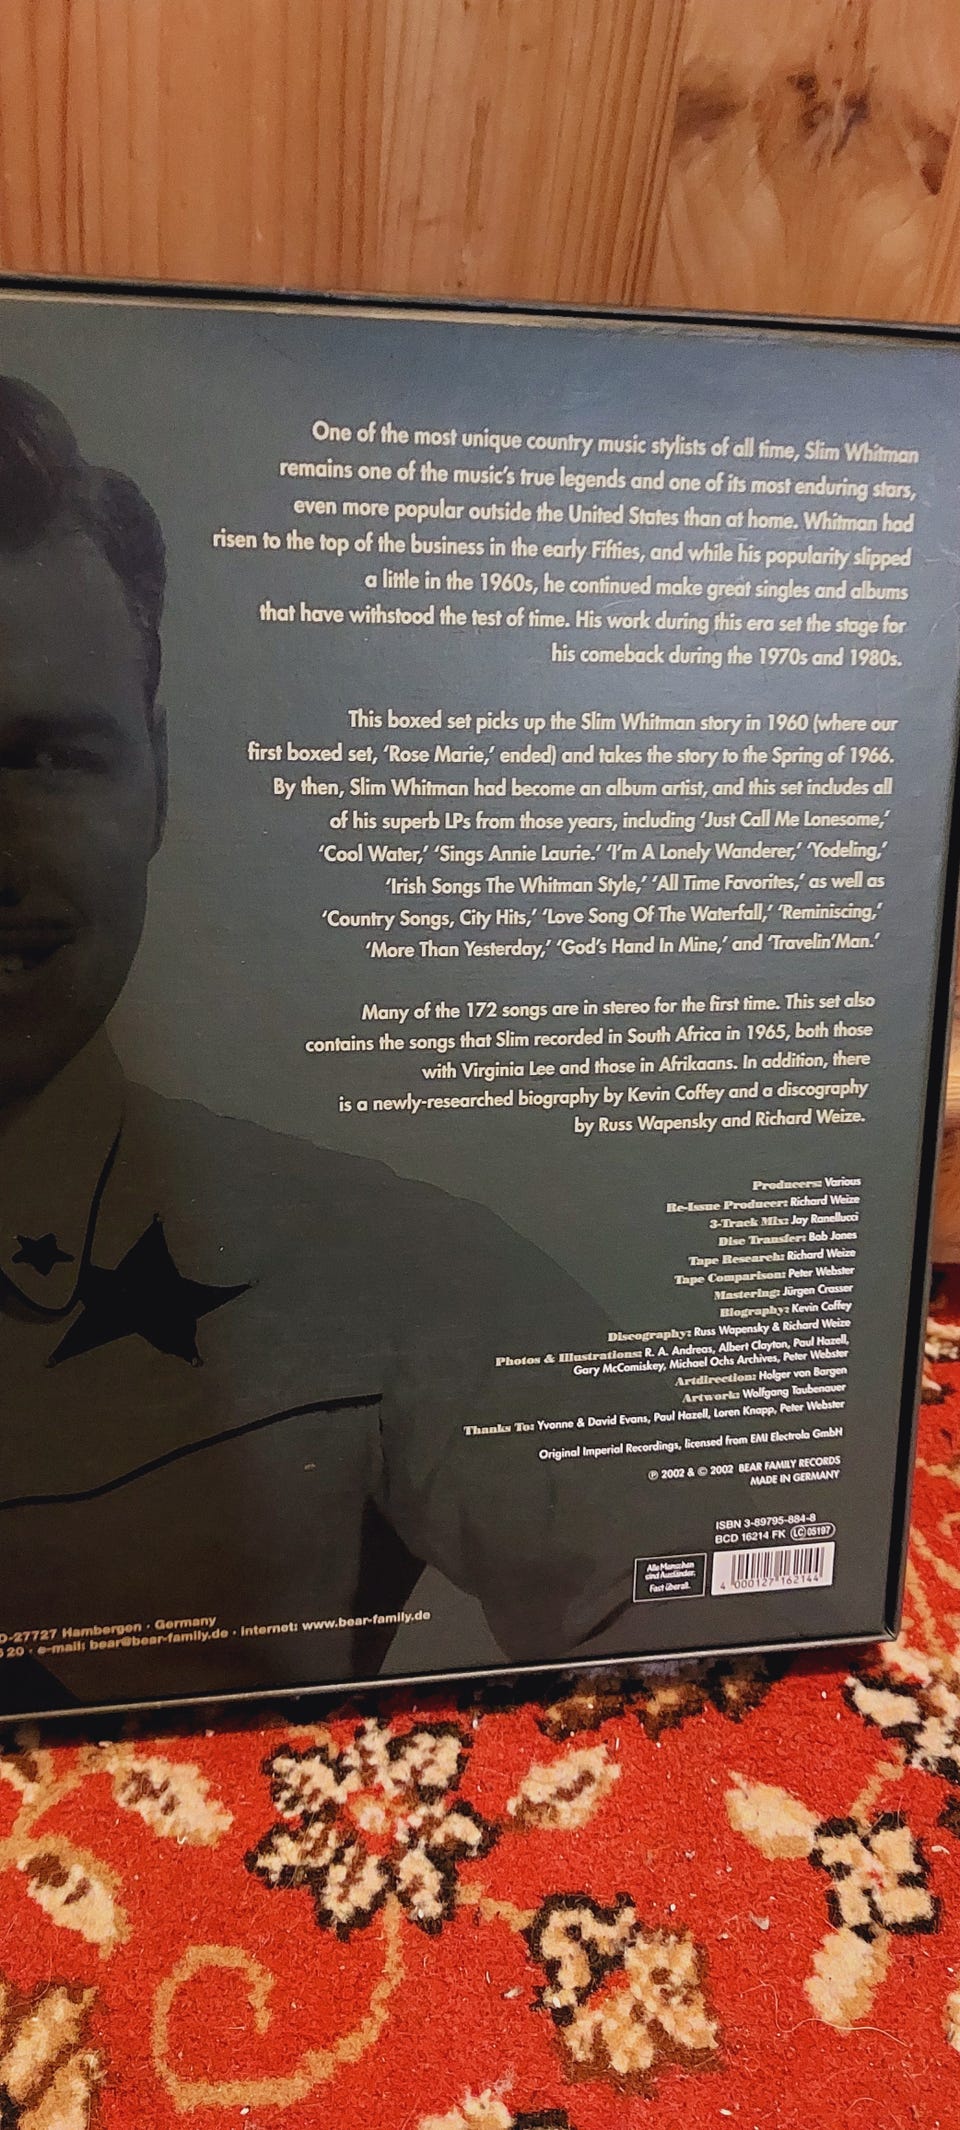 One of the most unique country music stylists of all time, Slim Whitman
remains one of the music's true legends and one of its most enduring stars,
even more popular outside the United States than at home. Whitman had
risen to the top of the business in the early Fifties, and while his popularity slipped
a little in the 1960s, he continued make great singles and albums
that have withstood the test of time. His work during this era set the stage for
his comeback during the 1970s and 1980s.
This boxed set picks up the Slim Whitman story in 1960 (where our
first boxed set, 'Rose Marie,' ended) and takes the story to the Spring of 1966.
By then, Slim Whitman had become an album artist, and this set includes all
of his superb LPs from those years, including 'Just Call Me Lonesome,'
'Cool Water,' 'Sings Annie Laurie.' 'I'm A Lonely Wanderer,' 'Yodeling,'
'Irish Songs The Whitman Style,' 'All Time Favorites,' as well as
'Country Songs, City Hits,' 'Love Song Of The Waterfall,' 'Reminiscing,'
'More Than Yesterday,' 'God's Hand In Mine,' and 'Travelin'Man.'
Many of the 172 songs are in stereo for the first time. This set also
contains the songs that Slim recorded in South Africa in 1965, both those
with Virginia Lee and those in Afrikaans. In addition, there
is a newly-researched biography by Kevin Coffey and a discography
by Russ Wapensky and Richard Weize.
Producers: Various
Re-Issue Producer: Richard Weize
3-Track Mix: Jay Ranellucci
Disc Transfer: Bob Jones
Tape Research: Richard Weize
Tape Comparison: Peter Webster
Mastering: Jürgen Crasser
Biography: Kevin Coffey
Discography: Russ Wapensky & Richard Weize
Photos & Illustrations: R. A. Andreas, Albert Clayton, Paul Hazell,
Gary McComiskey, Michael Ochs Archives, Peter Webster
Artdirection: Holger von Bargen
Artwork: Wolfgang Taubenauer
Thanks To: Yvonne & David Evans, Paul Hazell, Loren Knapp, Peter Webster
Original Imperial Recordings, licensed from EMI Electrola GmbH
℗ 2002 & © 2002 BEAR FAMILY RECORDS
MADE IN GERMANY
ISBN 3-89795-884-8
BCD 16214 FK LC 05197
Alle Menschen
sind Ausländer.
Fast überall.
4 000127 162144
D-27727 Hambergen · Germany
20 · e-mail: bear@bear-family.de · internet: www.bear-family.de